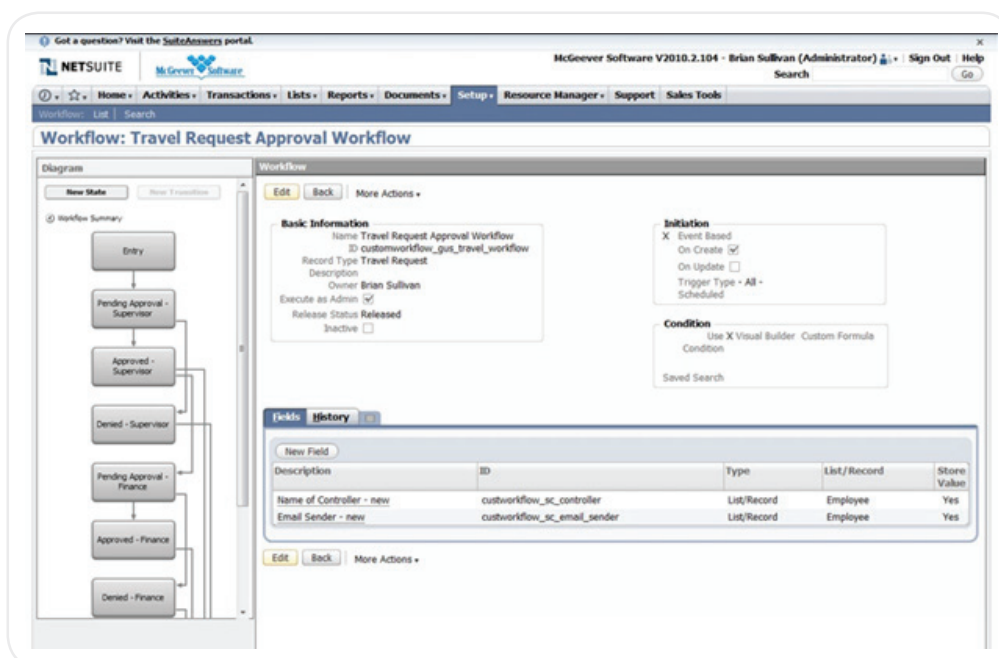 Got a question? Visit the SuiteAnswers portal.
x
NETSUITE
McGeever Software
McGeever Software V2010.2.104 - Brian Sullivan (Administrator) Sign Out Help
Search Go
Home Activities Transactions Lists Reports Documents Setup Resource Manager Support Sales Tools
Workflow: List Search
Workflow: Travel Request Approval Workflow
Diagram
New State New Transition
Workflow Summary
Entry
Pending Approval -
Supervisor
Approved -
Supervisor
Denied - Supervisor
Pending Approval -
Finance
Approved - Finance
Denied - Finance
Workflow
Edit Back More Actions
Basic Information
Name Travel Request Approval Workflow
ID customworkflow_gus_travel_workflow
Record Type Travel Request
Description
Owner Brian Sullivan
Execute as Admin
Release Status Released
Inactive
Initiation
X Event Based
On Create
On Update
Trigger Type - All -
Scheduled
Condition
Use X Visual Builder Custom Formula
Condition
Saved Search
Fields History
New Field
Description ID Type List/Record Store Value
Name of Controller - new custworkflow_sc_controller List/Record Employee Yes
Email Sender - new custworkflow_sc_email_sender List/Record Employee Yes
Edit Back More Actions